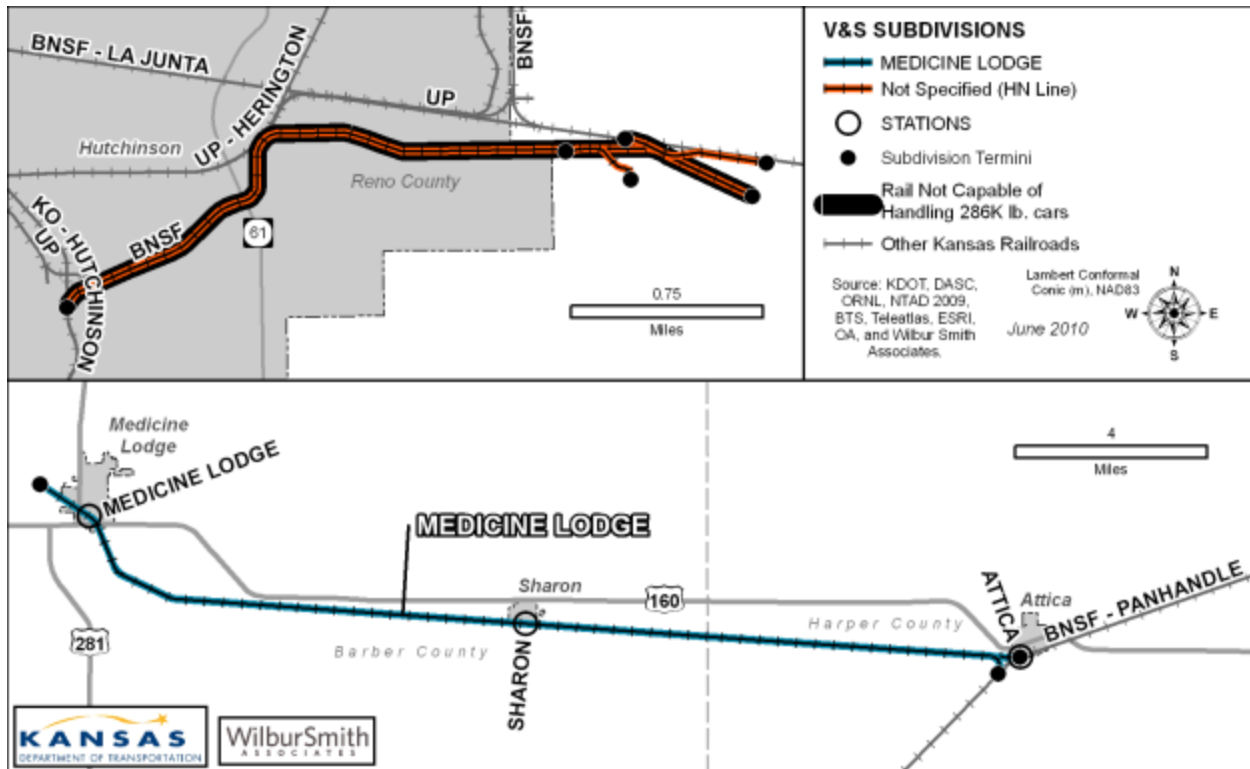 BNSF - LA JUNTA
UP - HERINGTON
UP
BNSF
Hutchinson
Reno County
KO - HUTCHINSON
UP
BNSF
61
0.75
Miles
V&S SUBDIVISIONS
MEDICINE LODGE
Not Specified (HN Line)
STATIONS
Subdivision Termini
Rail Not Capable of
Handling 286K lb. cars
Other Kansas Railroads
Source: KDOT, DASC,
ORNL, NTAD 2009,
BTS, Teleatlas, ESRI,
OA, and Wilbur Smith
Associates.
Lambert Conformal
Conic (m), NAD83
June 2010
N
W
E
S
Medicine
Lodge
MEDICINE LODGE
MEDICINE LODGE
4
Miles
Sharon
160
ATTICA
Attica
BNSF - PANHANDLE
281
Barber County
SHARON
Harper County
KANSAS
DEPARTMENT OF TRANSPORTATION
WilburSmith
ASSOCIATES